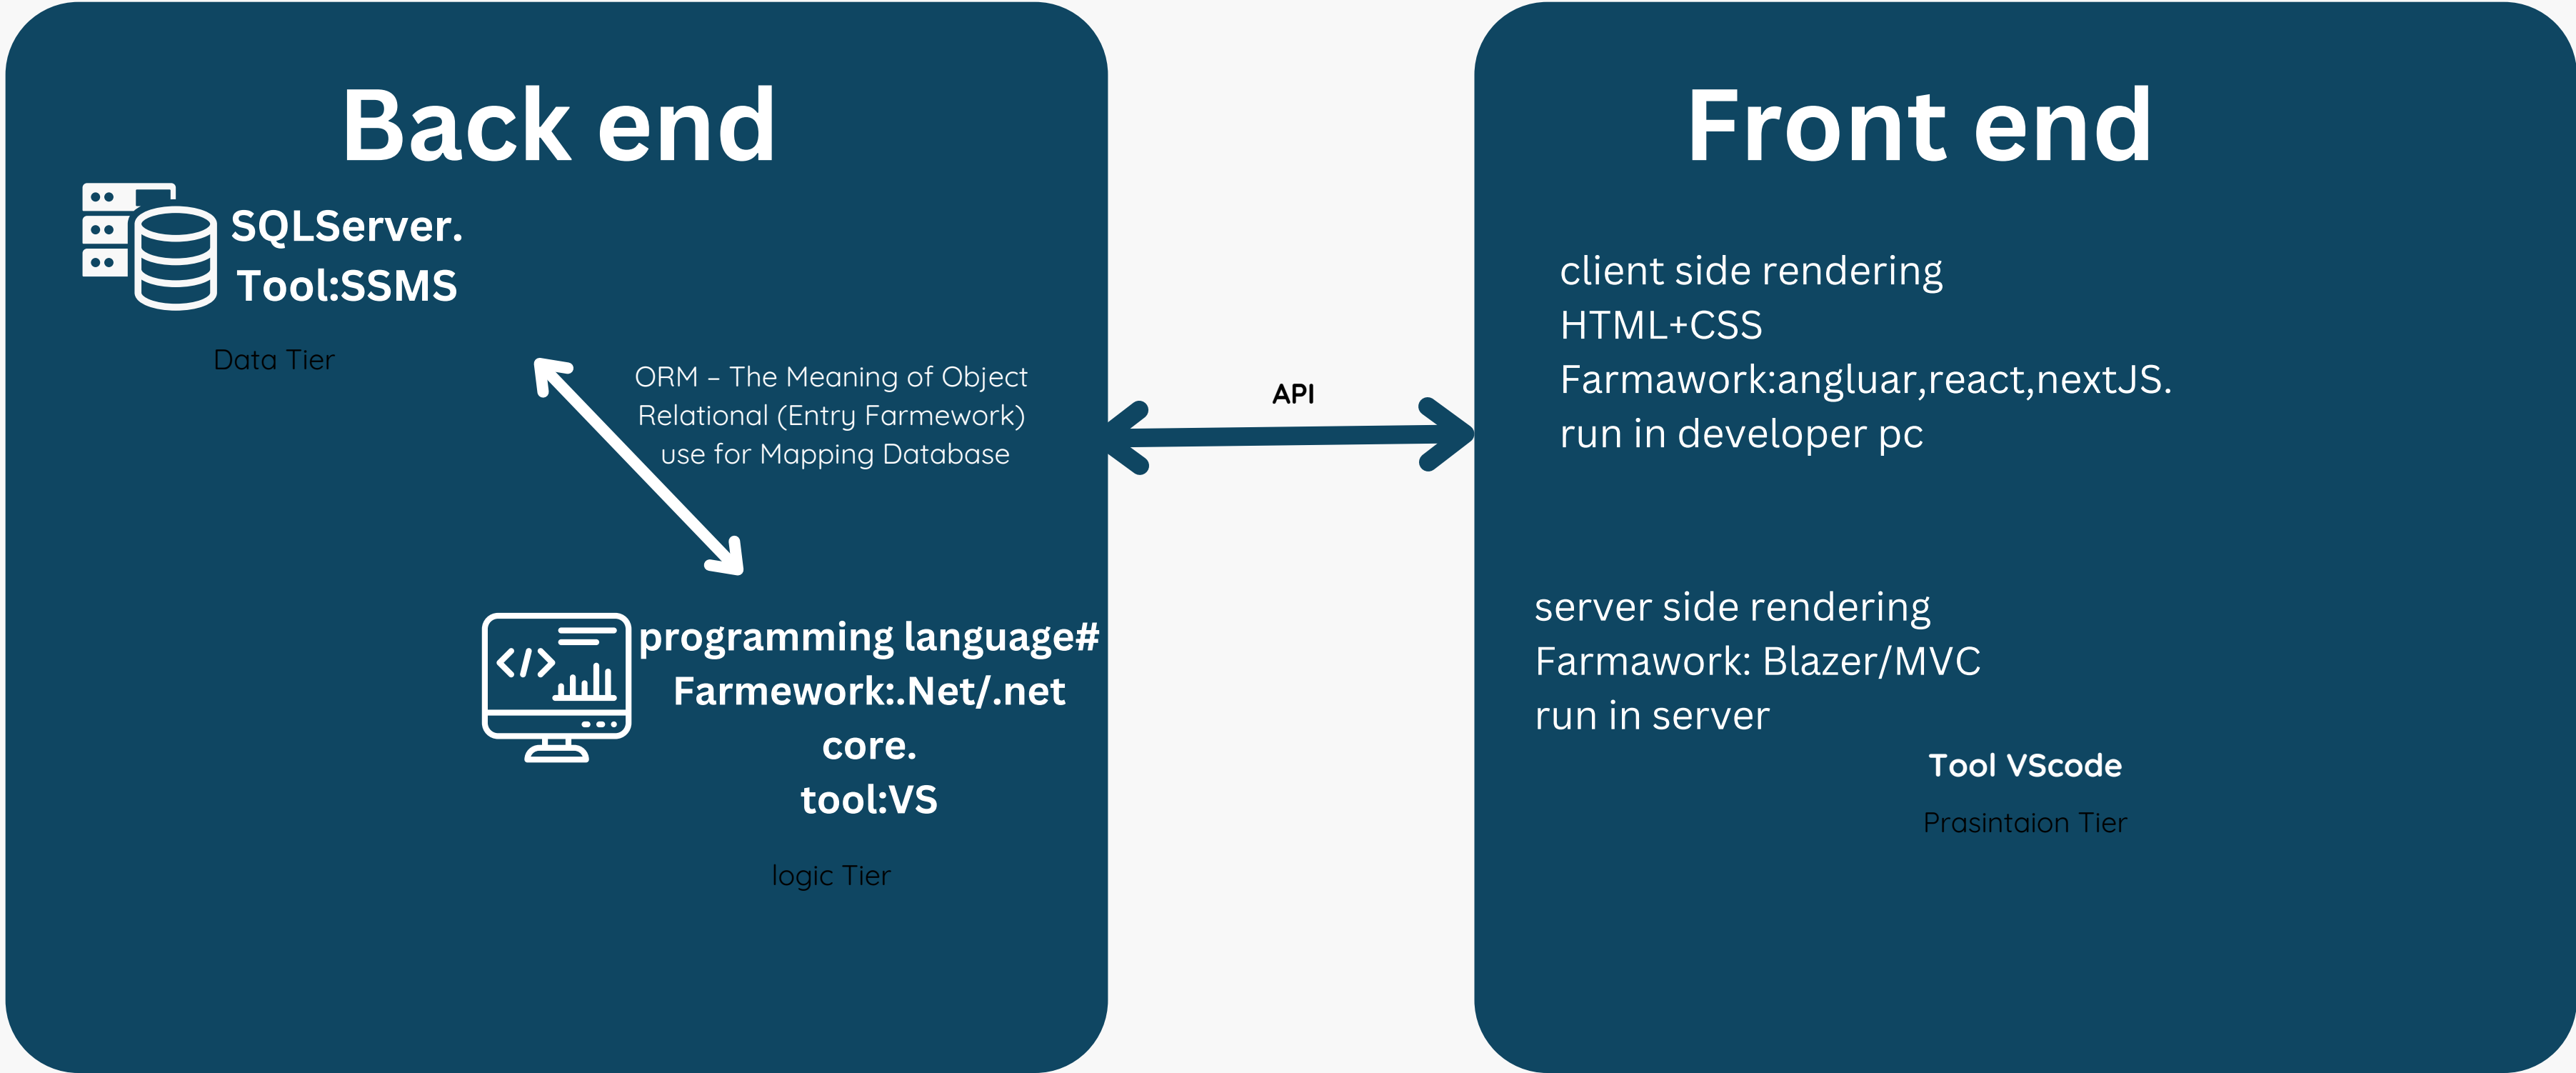 Back end
SQLServer.
Tool:SSMS
Data Tier
ORM – The Meaning of Object
Relational (Entry Farmework)
use for Mapping Database
programming language#
Farmework:.Net/.net
core.
tool:VS
logic Tier
API
Front end
client side rendering
HTML+CSS
Farmawork:angluar,react,nextJS.
run in developer pc
server side rendering
Farmawork: Blazer/MVC
run in server
Tool VScode
Prasintaion Tier